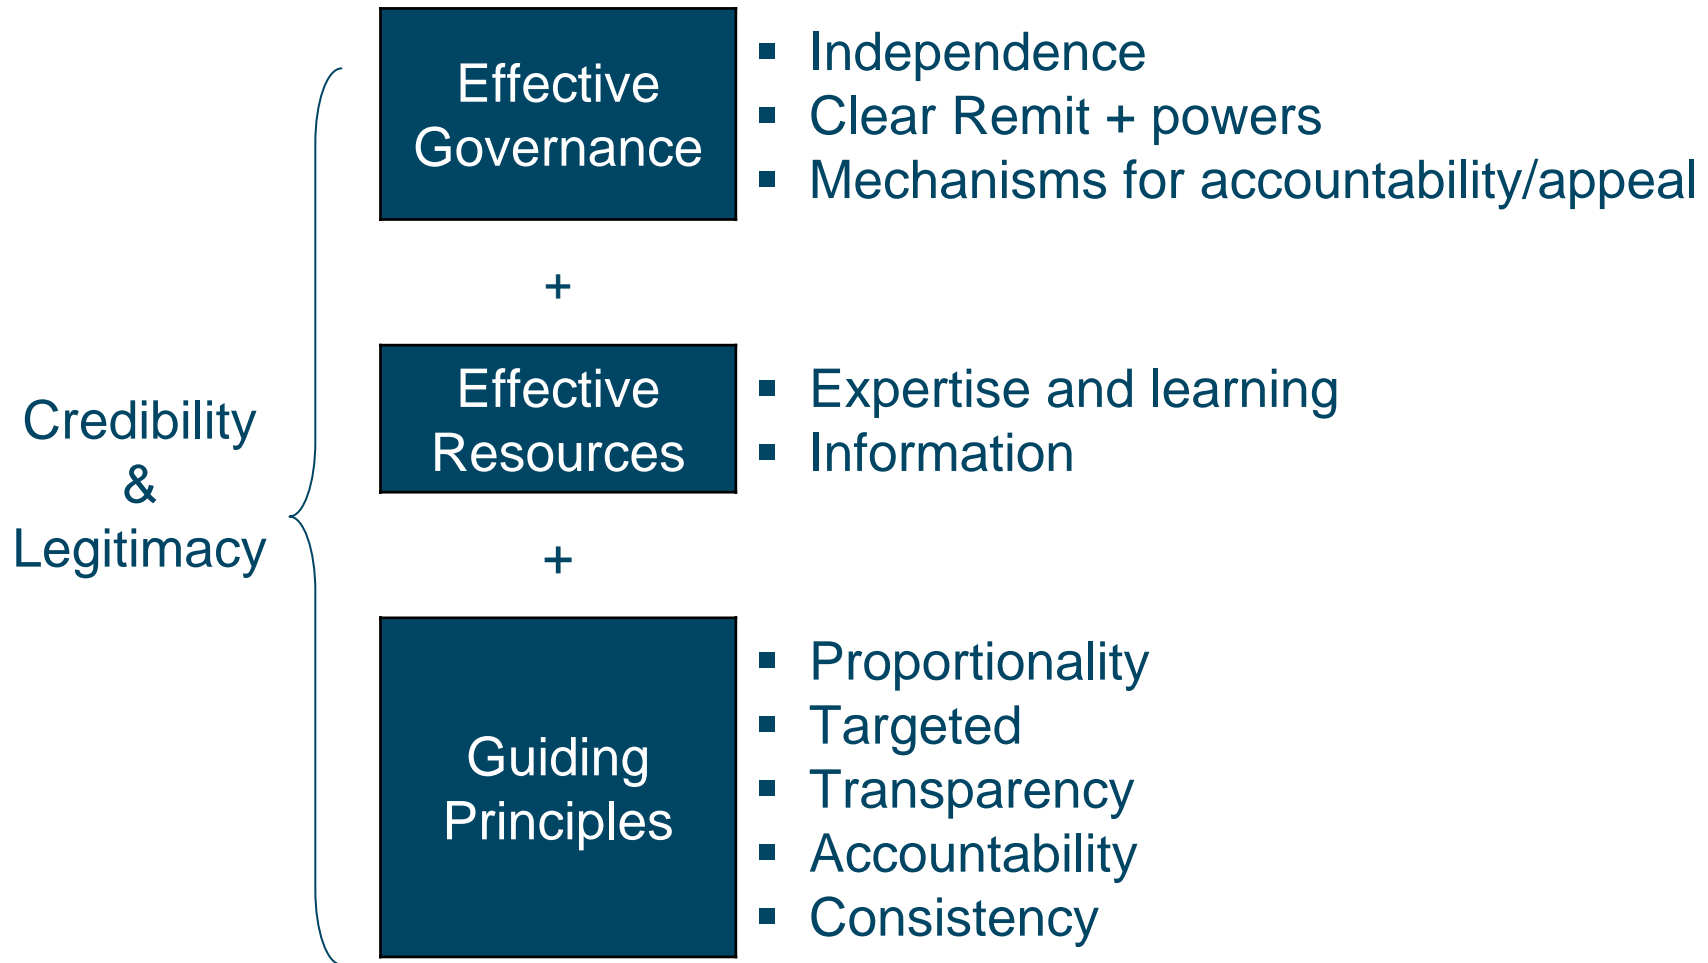 Credibility
&
Legitimacy
Effective
Governance
▪ Independence
▪ Clear Remit + powers
▪ Mechanisms for accountability/appeal
+
Effective
Resources
▪ Expertise and learning
▪ Information
+
Guiding
Principles
▪ Proportionality
▪ Targeted
▪ Transparency
▪ Accountability
▪ Consistency